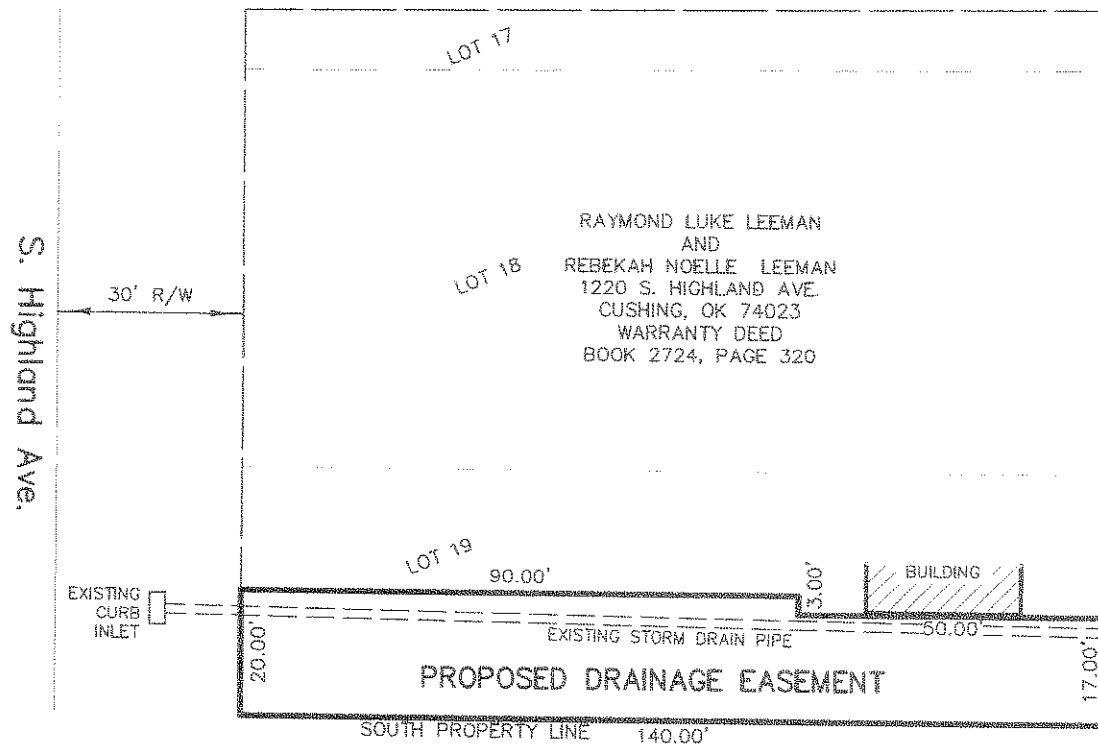 LOT 17
S. Highland Ave.
30' R/W
LOT 18
RAYMOND LUKE LEEMAN
AND
REBEKAH NOELLE LEEMAN
1220 S. HIGHLAND AVE.
CUSHING, OK 74023
WARRANTY DEED
BOOK 2724, PAGE 320
LOT 19
90.00'
3.00'
BUILDING
EXISTING
CURB
INLET
EXISTING STORM DRAIN PIPE
50.00'
20.00'
17.00'
PROPOSED DRAINAGE EASEMENT
SOUTH PROPERTY LINE 140.00'